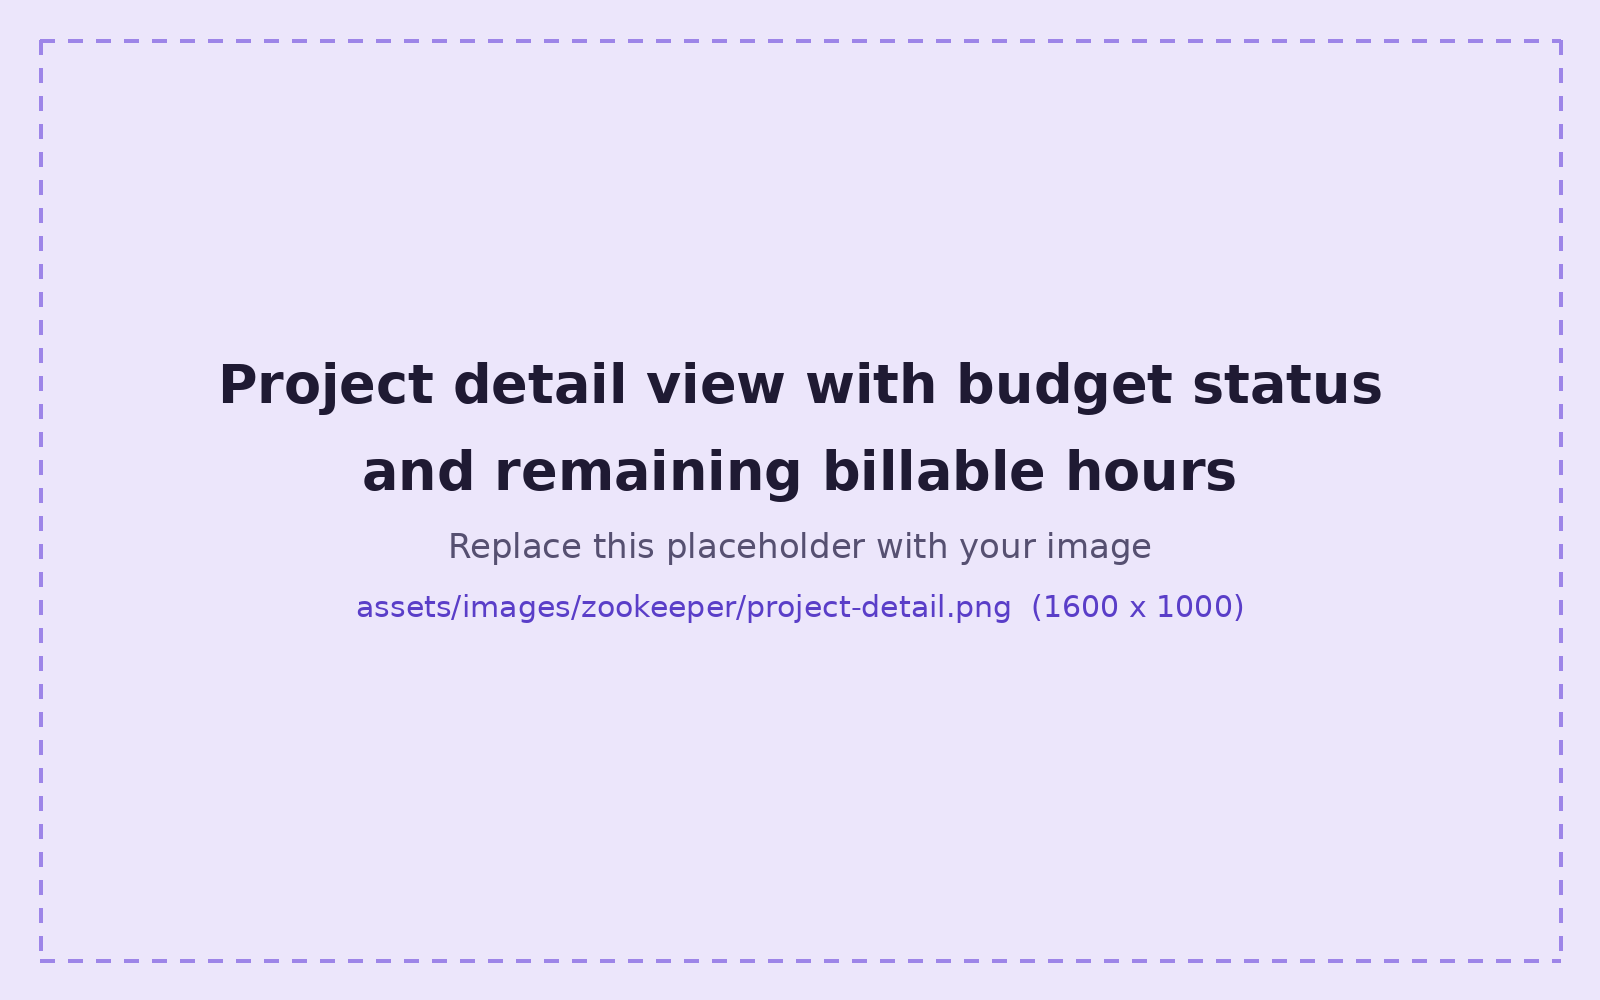 Project detail view with budget status
and remaining billable hours
Replace this placeholder with your image
assets/images/zookeeper/project-detail.png (1600 x 1000)